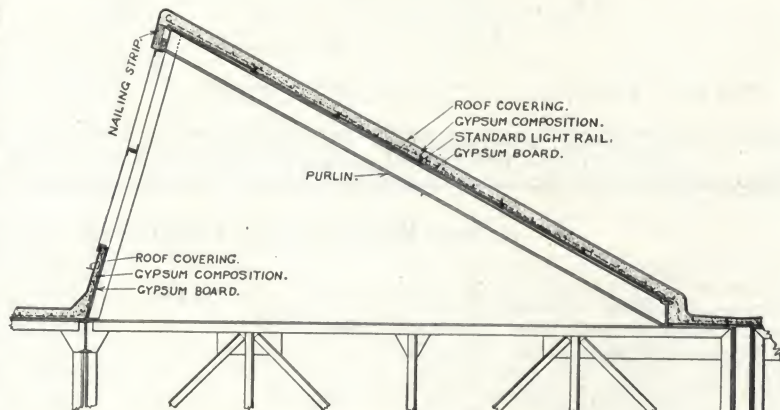 NAILING STRIP.
ROOF COVERING.
GYPSUM COMPOSITION.
STANDARD LIGHT RAIL.
GYPSUM BOARD.
PURLIN.
ROOF COVERING.
GYPSUM COMPOSITION.
GYPSUM BOARD.